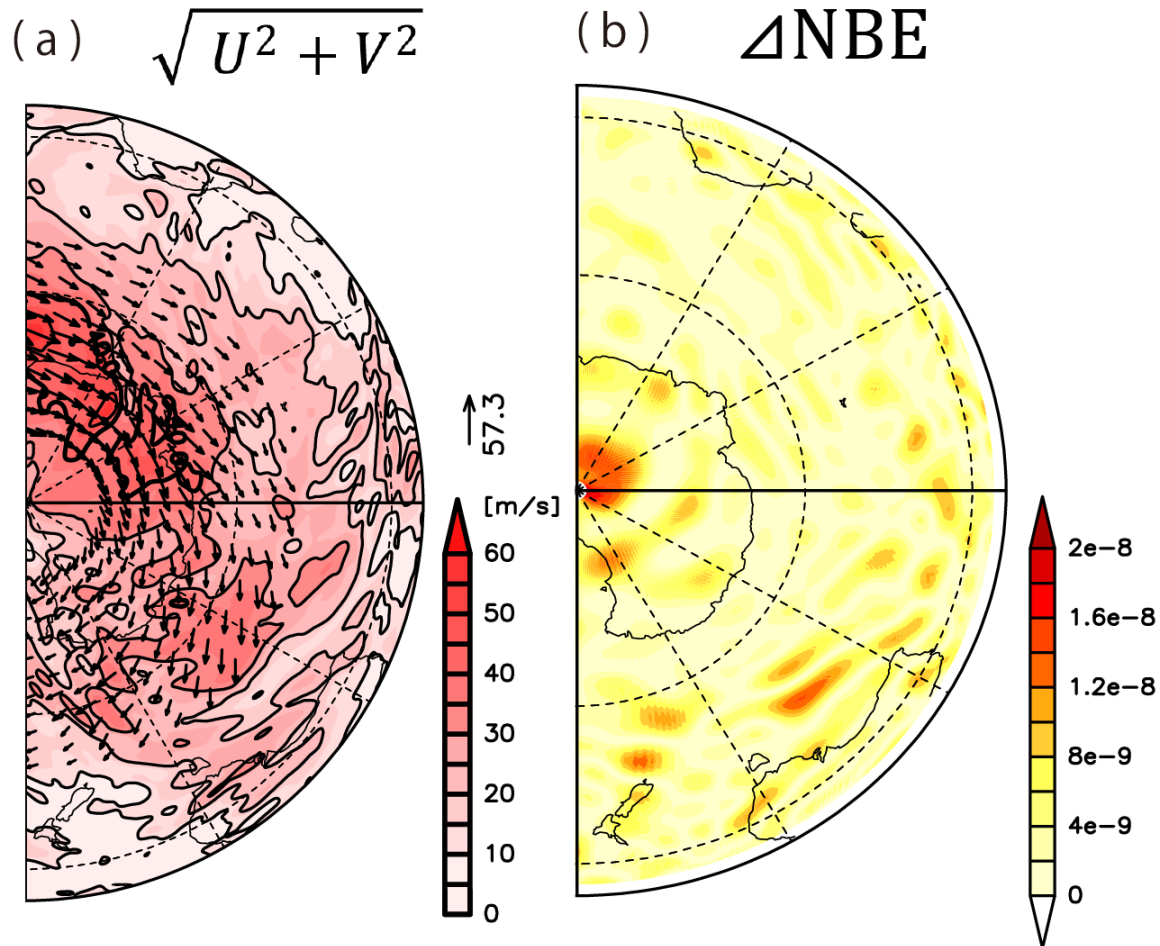 (a) √U² + V²
(b) ⊿NBE
57.3
[m/s]
60
50
40
30
20
10
0
2e-8
1.6e-8
1.2e-8
8e-9
4e-9
0